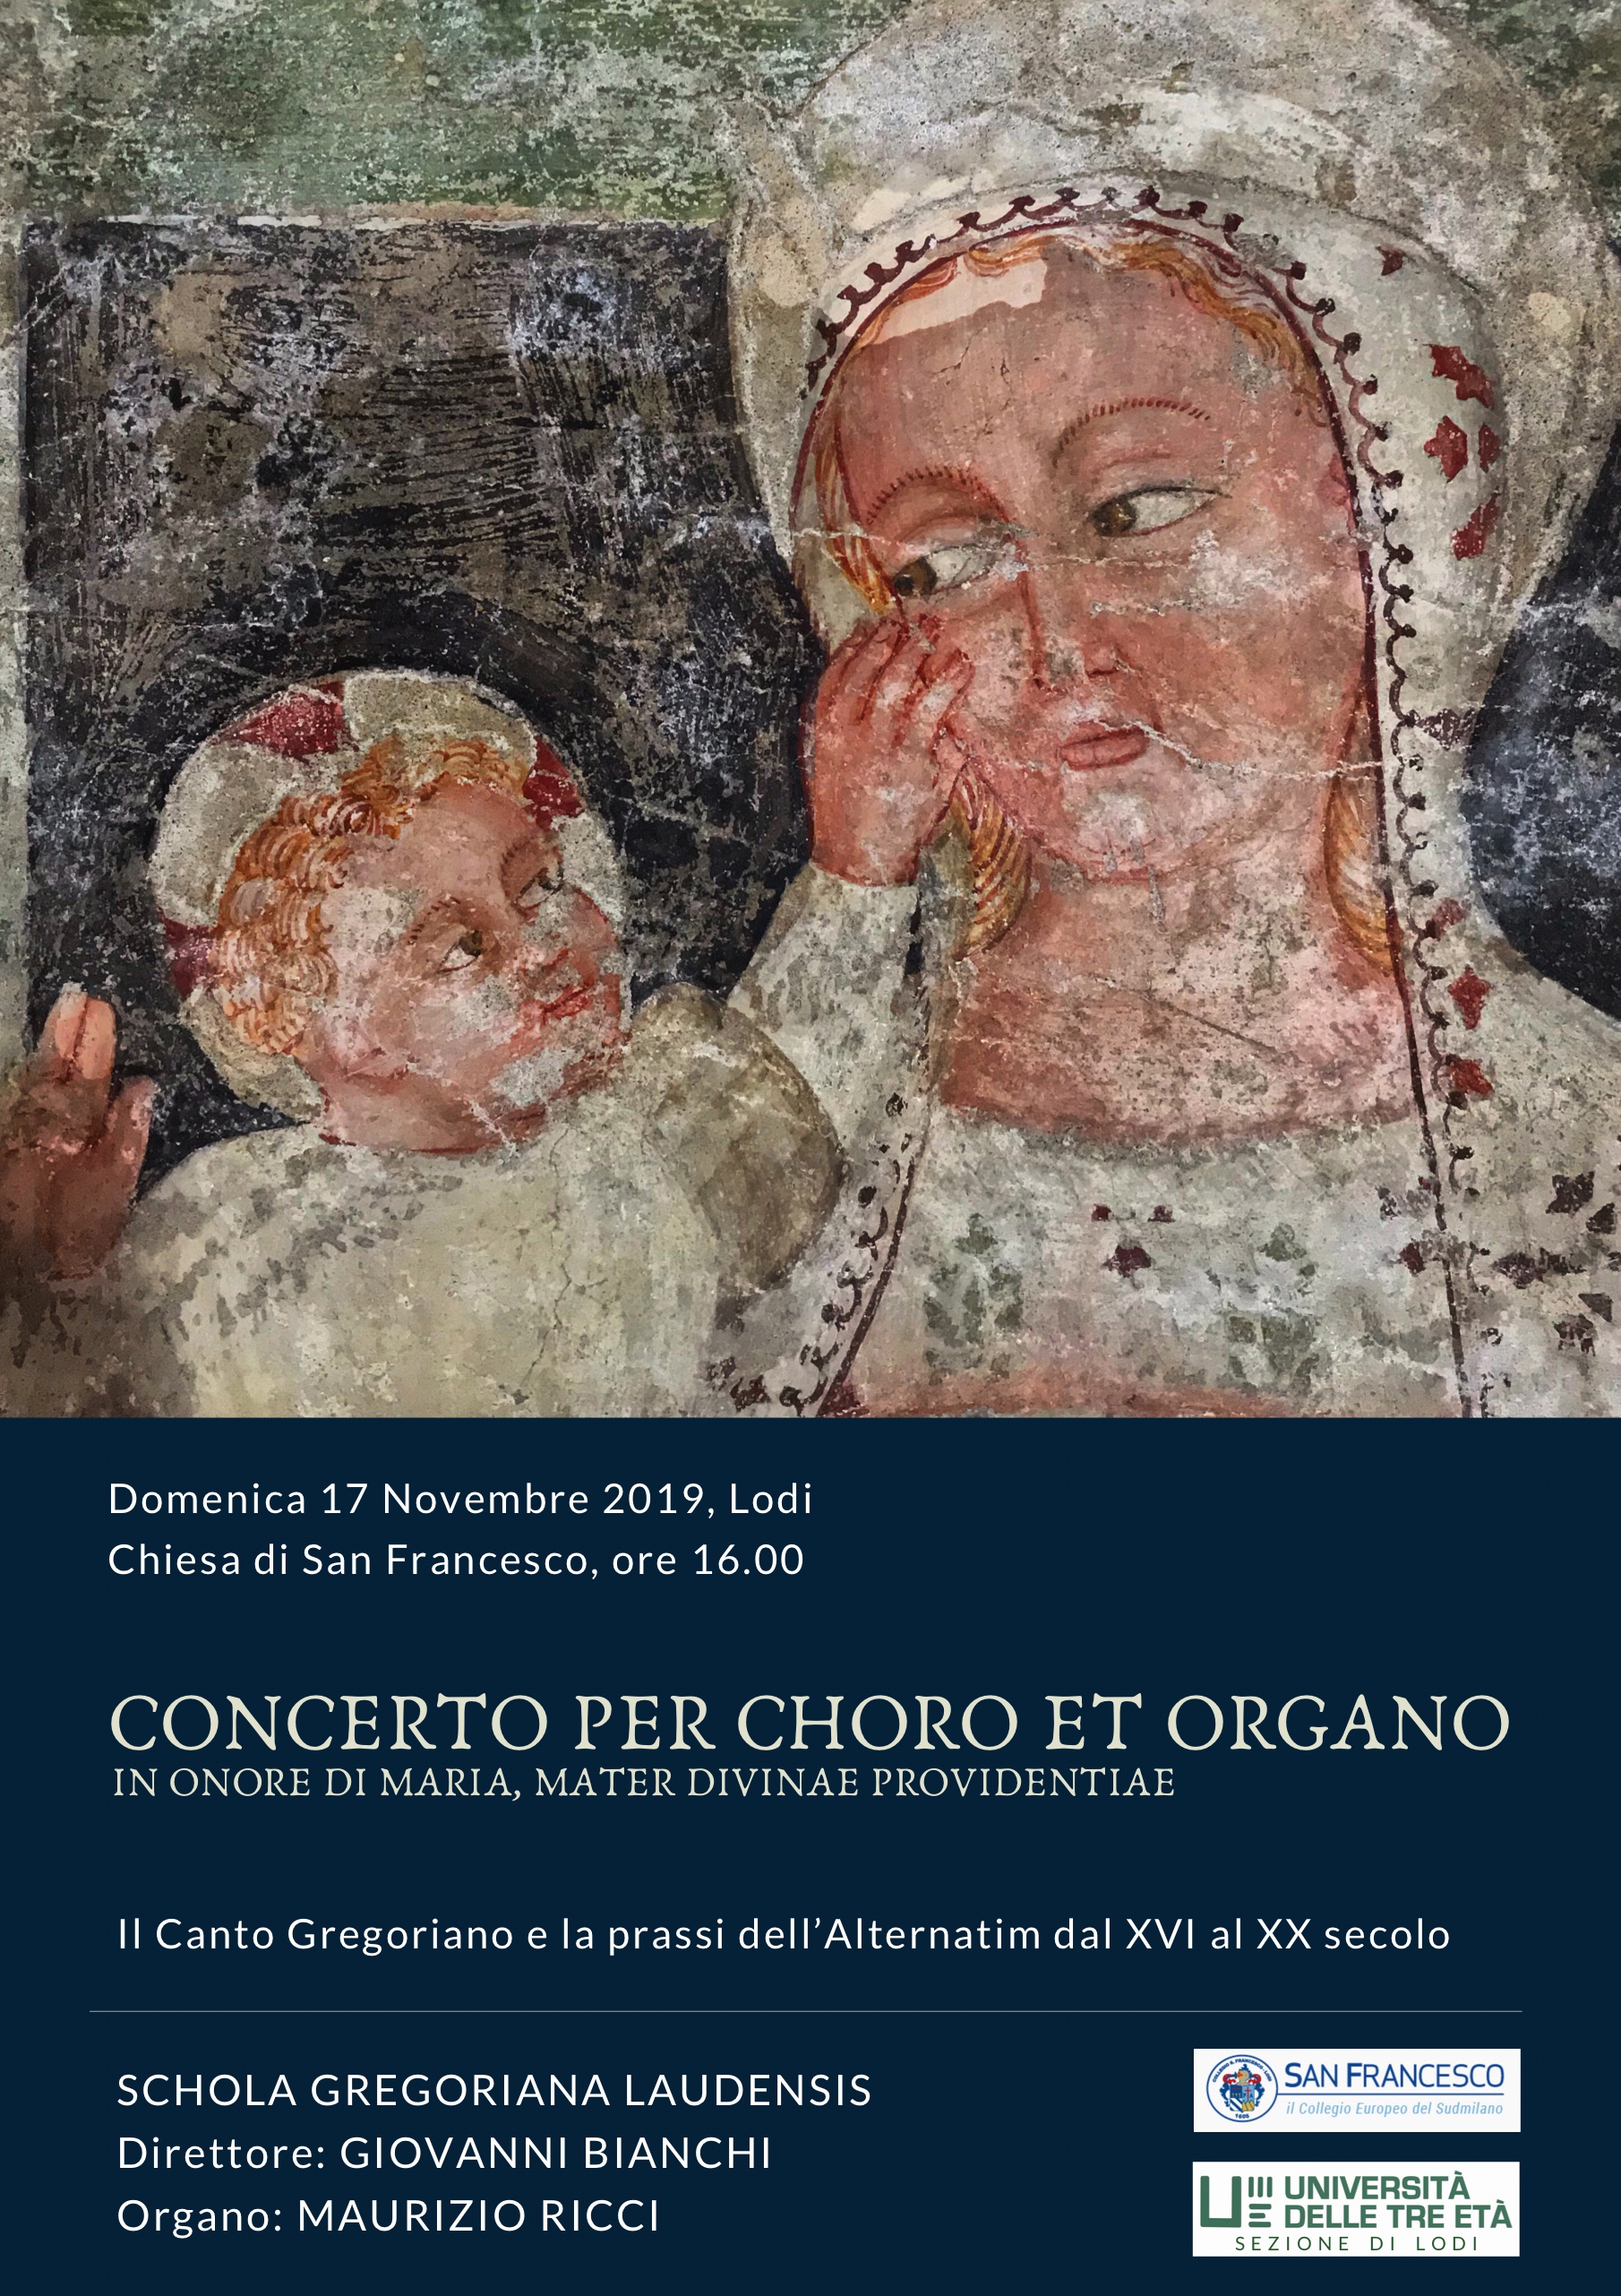 Domenica 17 Novembre 2019, Lodi
Chiesa di San Francesco, ore 16.00
CONCERTO PER CHORO ET ORGANO
IN ONORE DI MARIA, MATER DIVINAE PROVIDENTIAE
Il Canto Gregoriano e la prassi dell’Alternatim dal XVI al XX secolo
SCHOLA GREGORIANA LAUDENSIS
Direttore: GIOVANNI BIANCHI
Organo: MAURIZIO RICCI
SAN FRANCESCO
il Collegio Europeo del Sudmilano
UNIVERSITÀ
DELLE TRE ETÀ
SEZIONE DI LODI